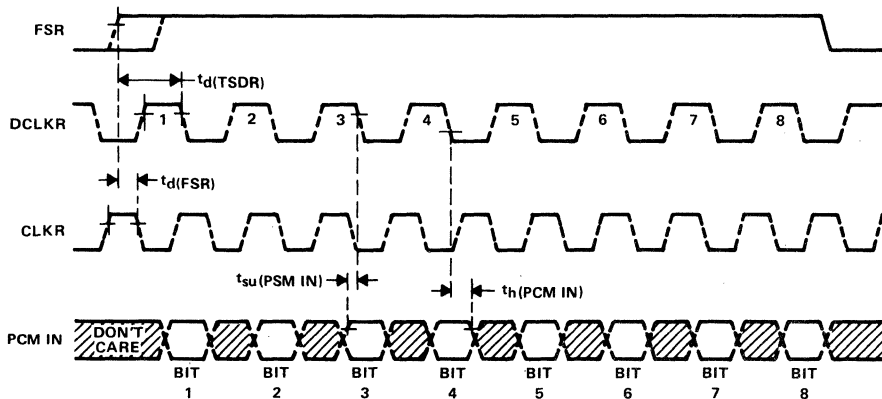 FSR
td(TSDR)
DCLKR
1 2 3 4 5 6 7 8
td(FSR)
CLKR
tsu(PSM IN)
th(PCM IN)
PCM IN
DON'T
CARE
BIT BIT BIT BIT BIT BIT BIT BIT
1 2 3 4 5 6 7 8